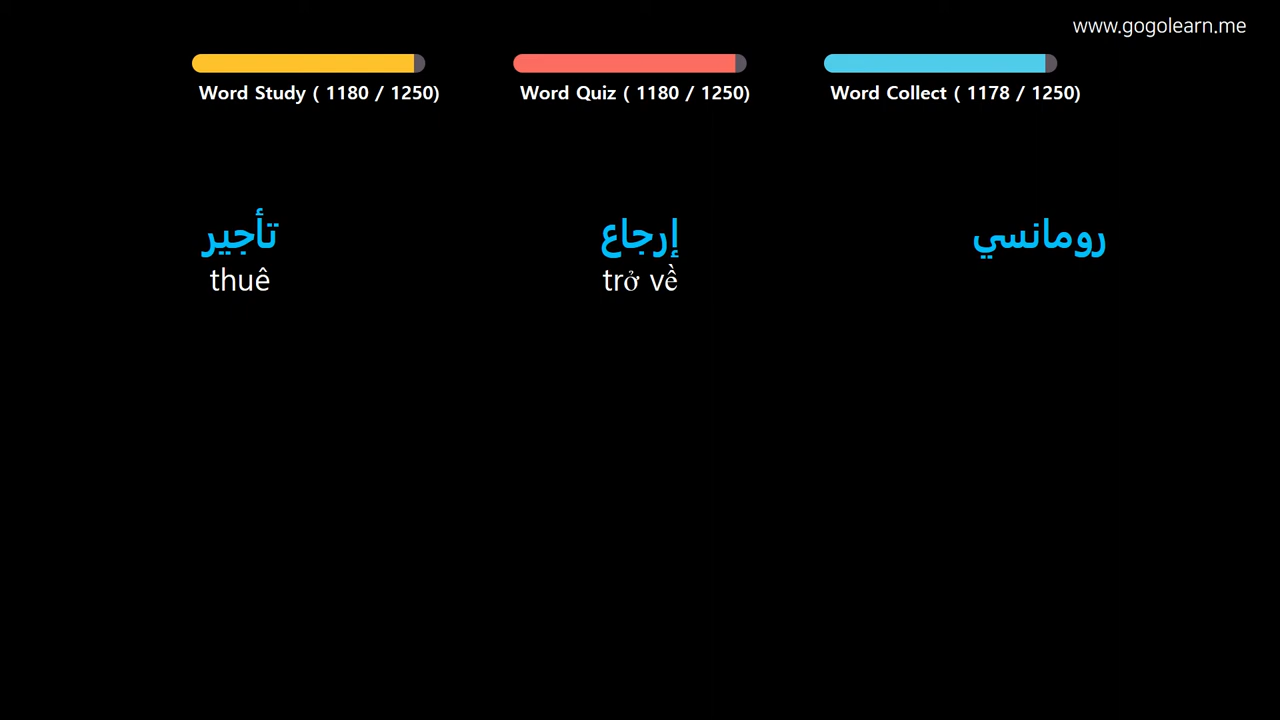 www.gogolearn.me
Word Study ( 1180 / 1250)
Word Quiz ( 1180 / 1250)
Word Collect ( 1178 / 1250)
تأجير
thuê
إرجاع
trở về
رومانسي